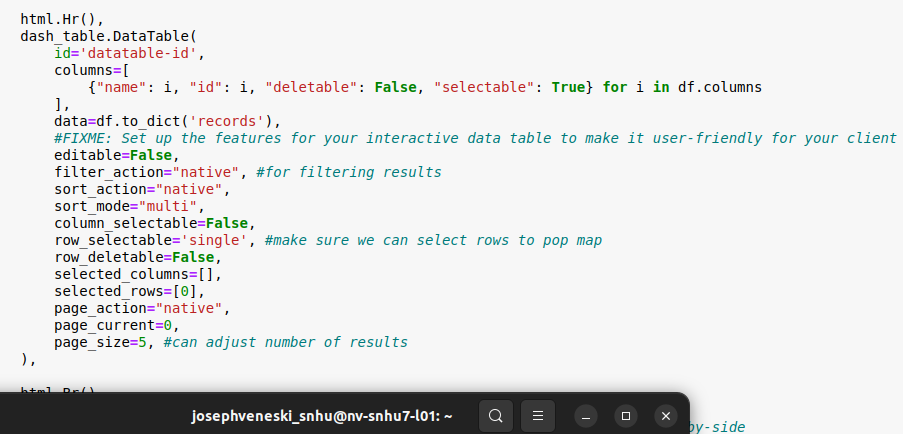 html.Hr(),
dash_table.DataTable(
    id='datatable-id',
    columns=[
        {"name": i, "id": i, "deletable": False, "selectable": True} for i in df.columns
    ],
    data=df.to_dict('records'),
    #FIXME: Set up the features for your interactive data table to make it user-friendly for your client
    editable=False,
    filter_action="native", #for filtering results
    sort_action="native",
    sort_mode="multi",
    column_selectable=False,
    row_selectable='single', #make sure we can select rows to pop map
    row_deletable=False,
    selected_columns=[],
    selected_rows=[0],
    page_action="native",
    page_current=0,
    page_size=5, #can adjust number of results
),
html.Br()
josephveneski_snhu@nv-snhu7-l01: ~
by-side